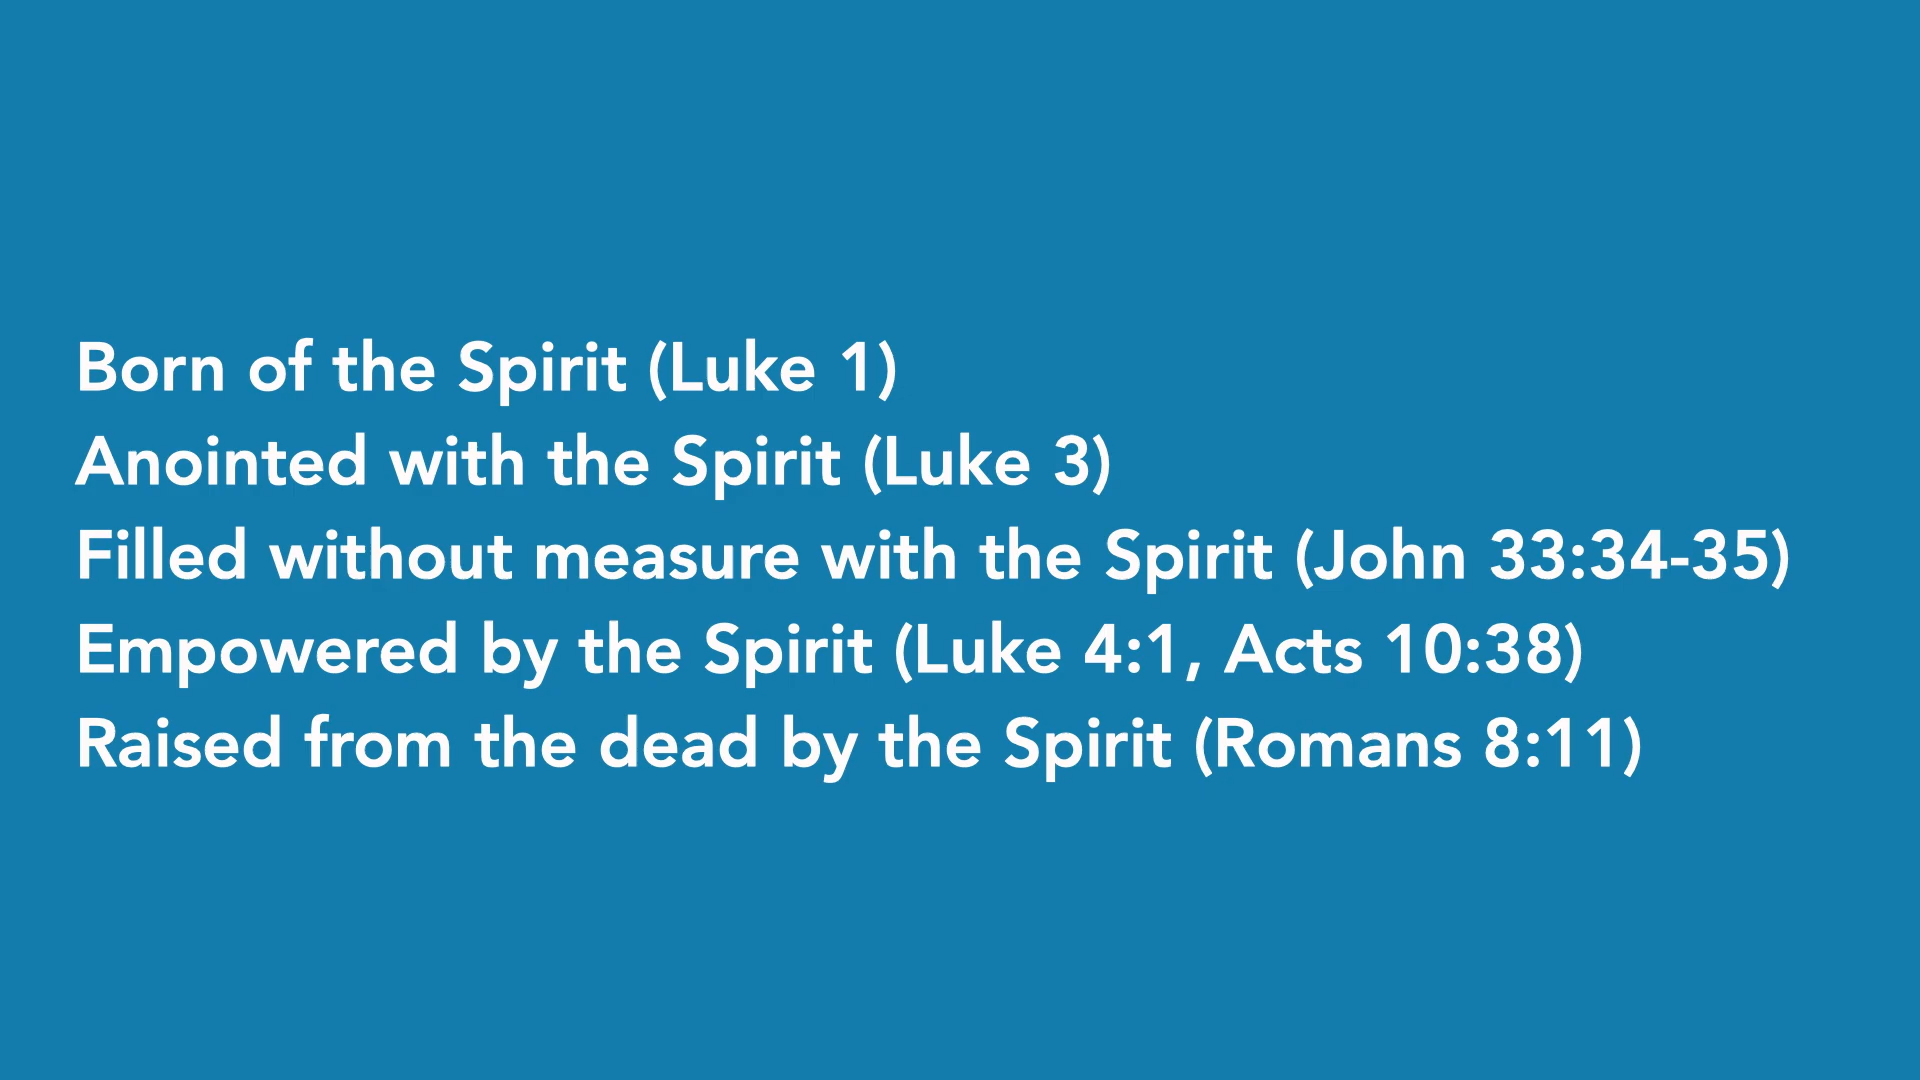 Born of the Spirit (Luke 1)
Anointed with the Spirit (Luke 3)
Filled without measure with the Spirit (John 33:34-35)
Empowered by the Spirit (Luke 4:1, Acts 10:38)
Raised from the dead by the Spirit (Romans 8:11)